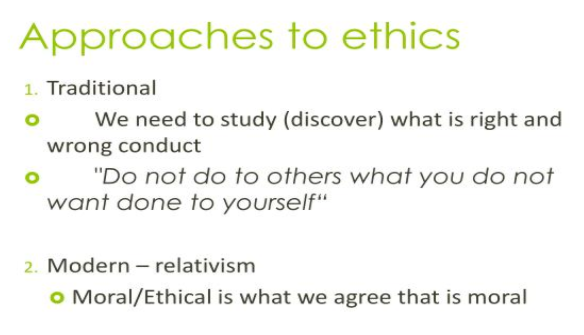 Approaches to ethics
1. Traditional
We need to study (discover) what is right and
wrong conduct
"Do not do to others what you do not
want done to yourself“
2. Modern – relativism
Moral/Ethical is what we agree that is moral